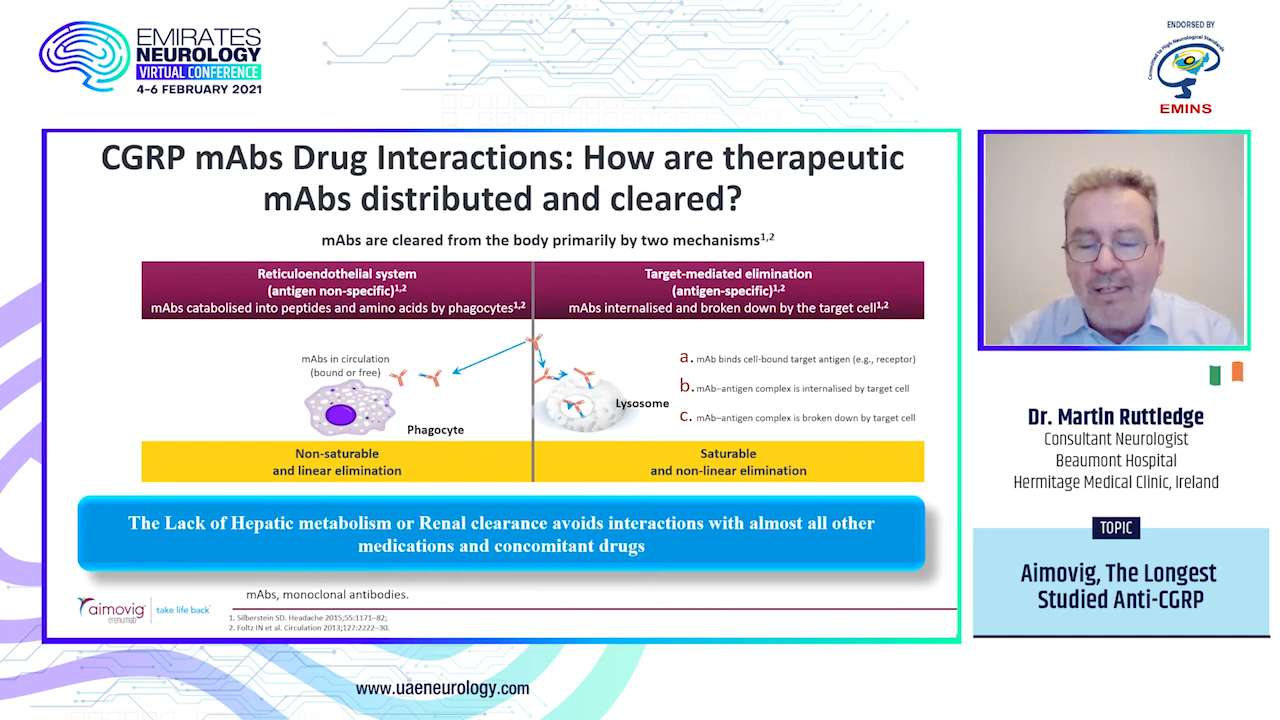 EMIRATES
NEUROLOGY
VIRTUAL CONFERENCE
4-6 FEBRUARY 2021
ENDORSED BY
Committed to High Neurological Standards
EMINS
CGRP mAbs Drug Interactions: How are therapeutic
mAbs distributed and cleared?
mAbs are cleared from the body primarily by two mechanisms1,2
Reticuloendothelial system
(antigen non-specific)1,2
mAbs catabolised into peptides and amino acids by phagocytes1,2
Target-mediated elimination
(antigen-specific)1,2
mAbs internalised and broken down by the target cell1,2
mAbs in circulation
(bound or free)
Phagocyte
Lysosome
a. mAb binds cell-bound target antigen (e.g., receptor)
b. mAb–antigen complex is internalised by target cell
c. mAb–antigen complex is broken down by target cell
Non-saturable
and linear elimination
Saturable
and non-linear elimination
The Lack of Hepatic metabolism or Renal clearance avoids interactions with almost all other
medications and concomitant drugs
mAbs, monoclonal antibodies.
aimovig
erenumab
take life back
1. Silberstein SD. Headache 2015;55:1171–82;
2. Foltz IN et al. Circulation 2013;127:2222–30.
Dr. Martin Ruttledge
Consultant Neurologist
Beaumont Hospital
Hermitage Medical Clinic, Ireland
TOPIC
Aimovig, The Longest
Studied Anti-CGRP
www.uaeneurology.com